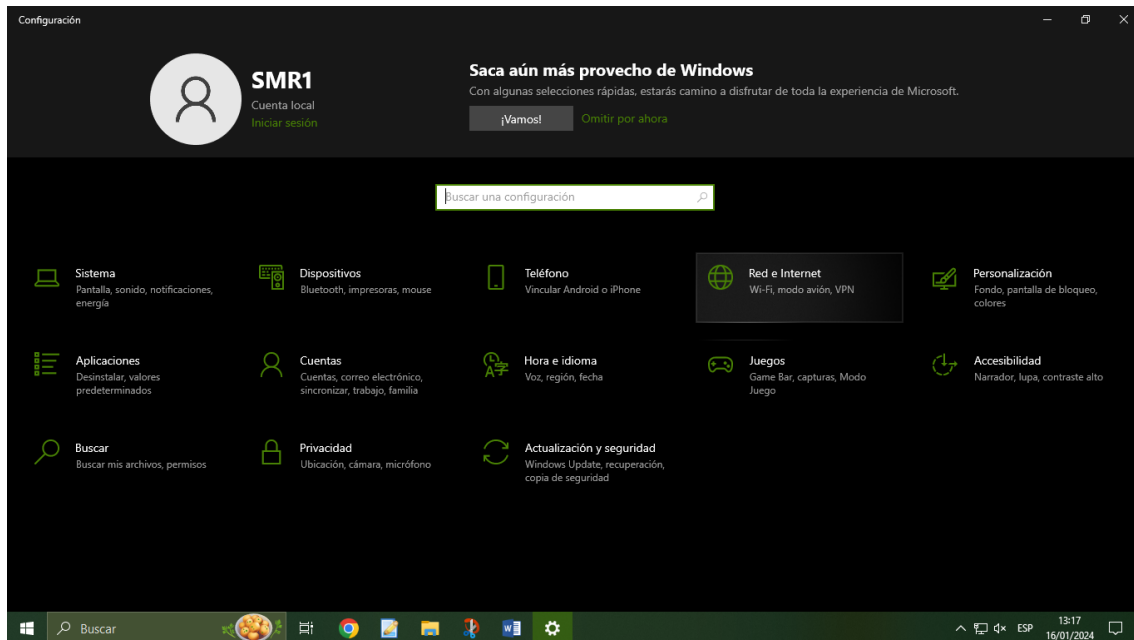 Configuración
SMR1
Cuenta local
Iniciar sesión
Saca aún más provecho de Windows
Con algunas selecciones rápidas, estarás camino a disfrutar de toda la experiencia de Microsoft.
¡Vamos!
Omitir por ahora
Buscar una configuración
Sistema
Pantalla, sonido, notificaciones,
energía
Dispositivos
Bluetooth, impresoras, mouse
Teléfono
Vincular Android o iPhone
Red e Internet
Wi-Fi, modo avión, VPN
Personalización
Fondo, pantalla de bloqueo,
colores
Aplicaciones
Desinstalar, valores
predeterminados
Cuentas
Cuentas, correo electrónico,
sincronizar, trabajo, familia
Hora e idioma
Voz, región, fecha
Juegos
Game Bar, capturas, Modo
Juego
Accesibilidad
Narrador, lupa, contraste alto
Buscar
Buscar mis archivos, permisos
Privacidad
Ubicación, cámara, micrófono
Actualización y seguridad
Windows Update, recuperación,
copia de seguridad
Buscar
ESP
13:17
16/01/2024